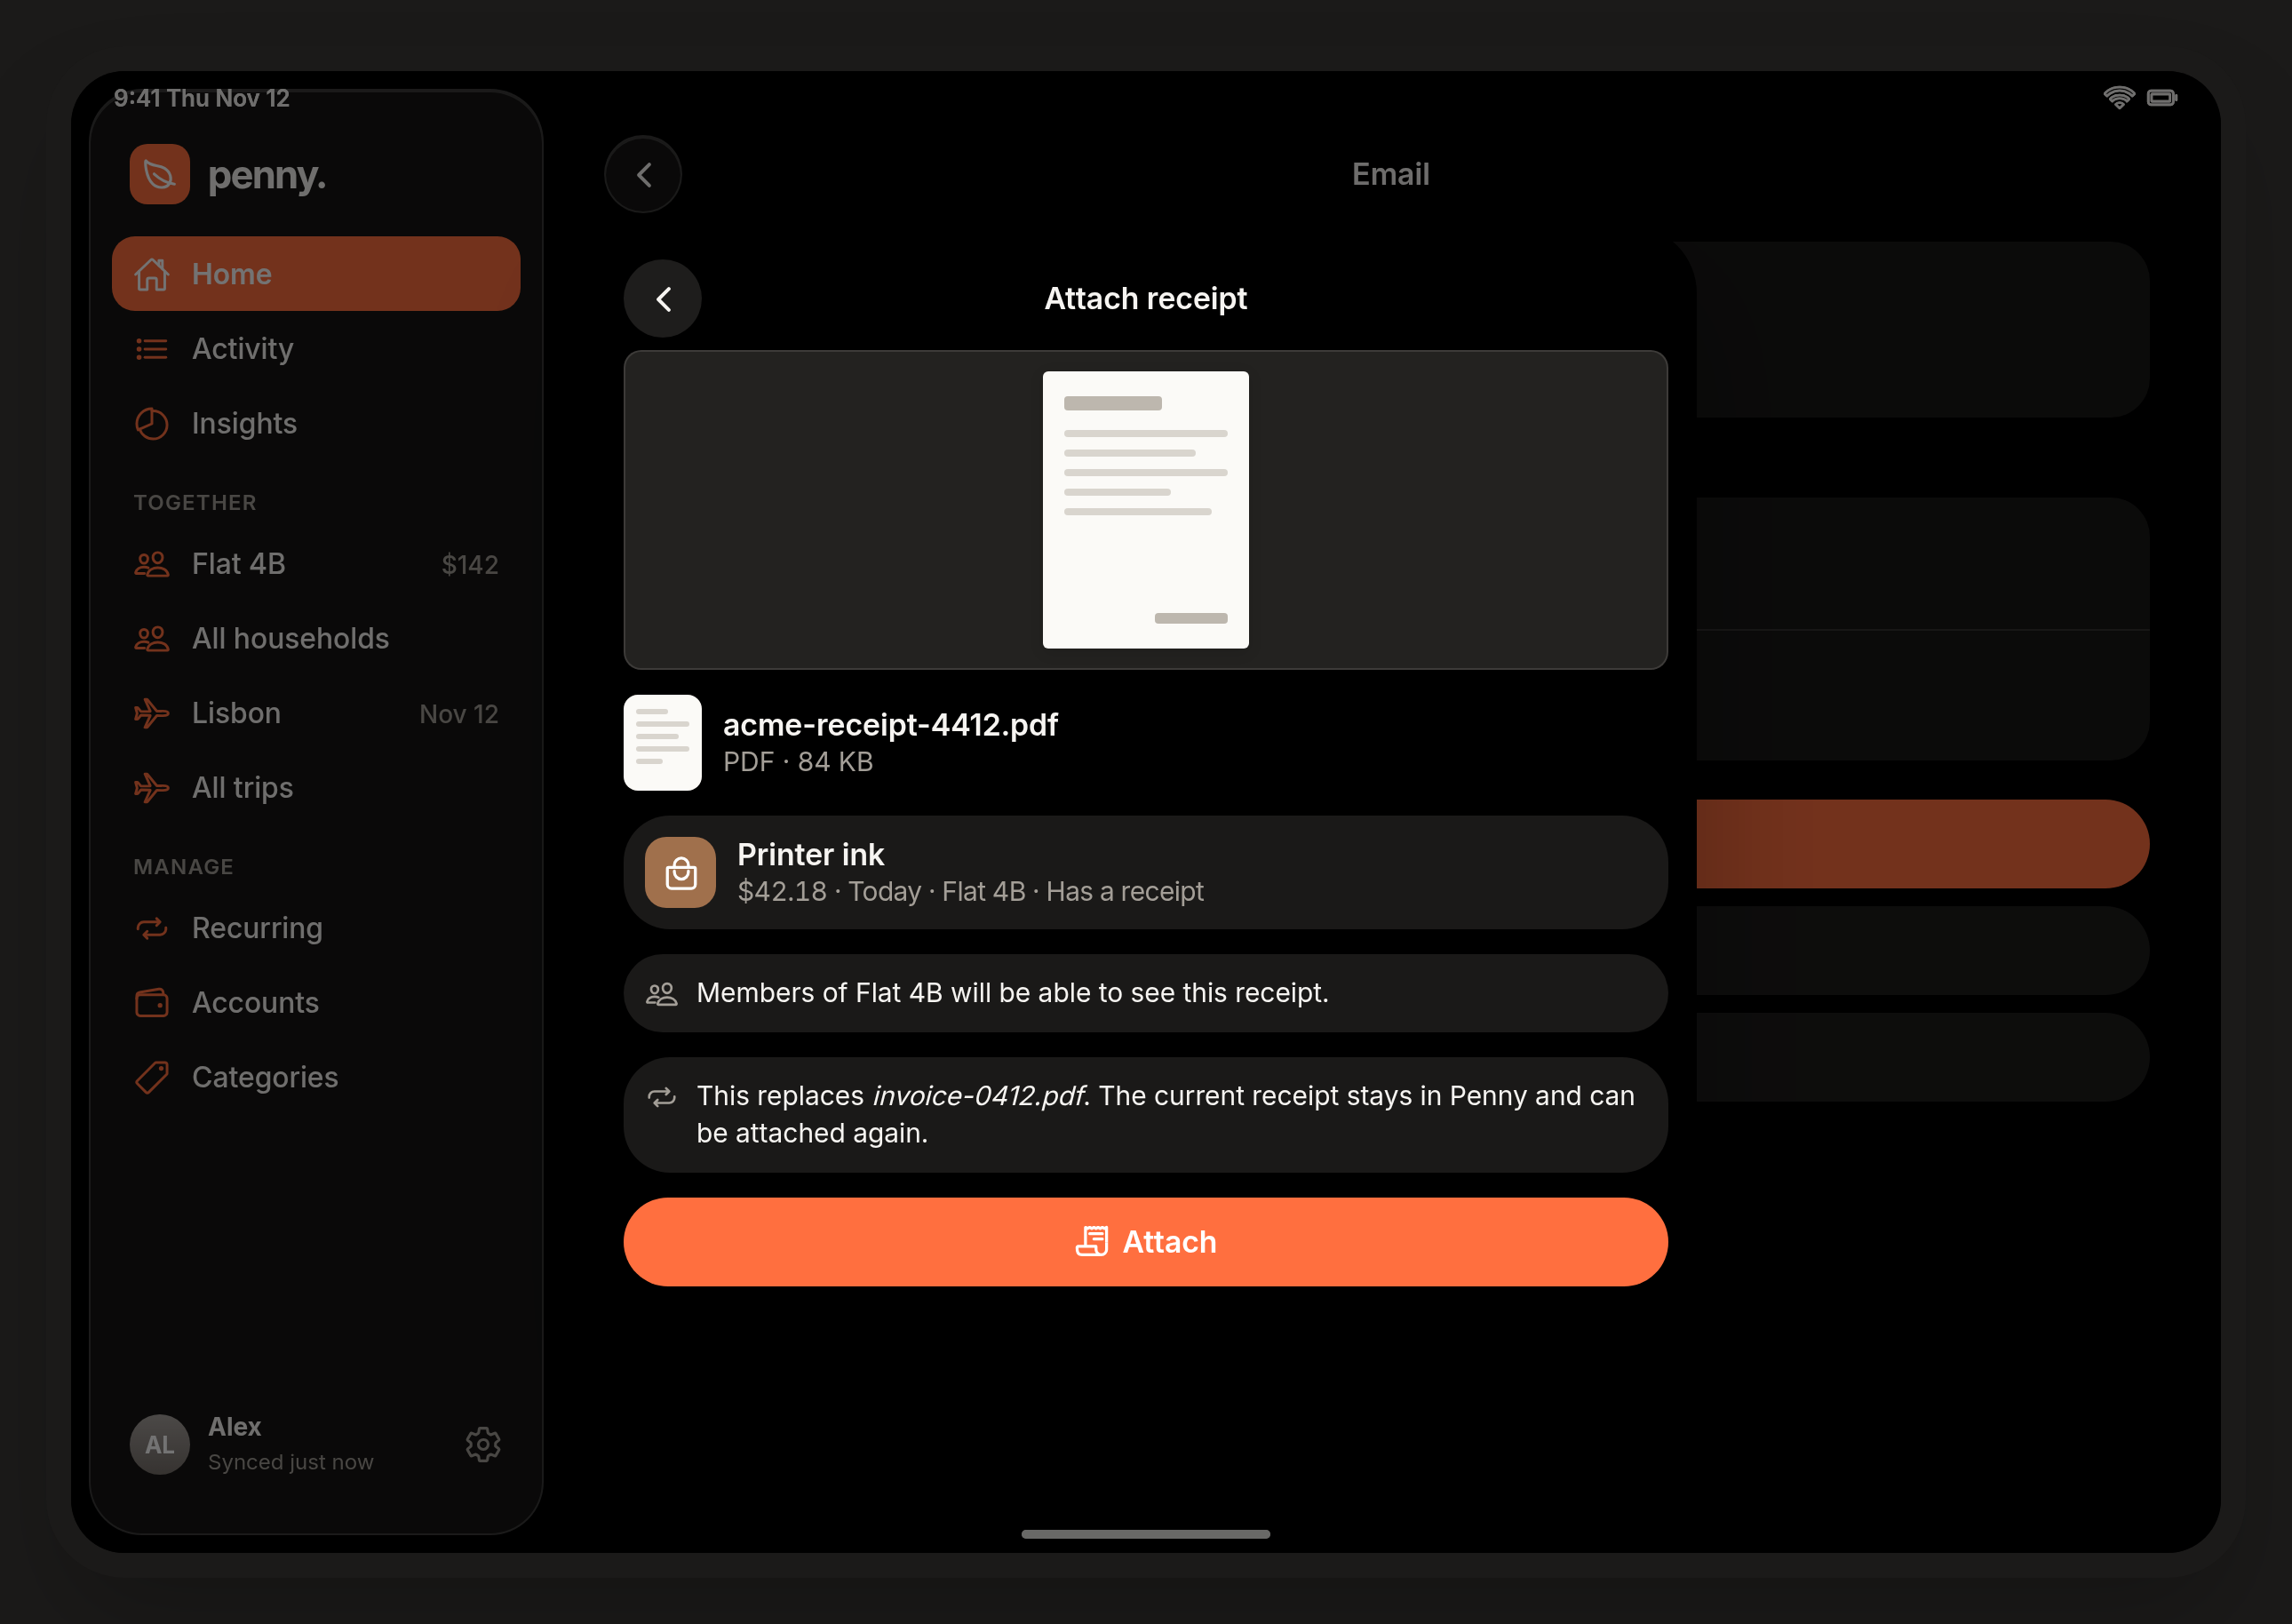 9:41 Thu Nov 12
penny.
Home
Activity
Insights
TOGETHER
Flat 4B $142
All households
Lisbon Nov 12
All trips
MANAGE
Recurring
Accounts
Categories
AL
Alex
Synced just now
Email
Attach receipt
acme-receipt-4412.pdf
PDF · 84 KB
Printer ink
$42.18 · Today · Flat 4B · Has a receipt
Members of Flat 4B will be able to see this receipt.
This replaces invoice-0412.pdf. The current receipt stays in Penny and can
be attached again.
Attach